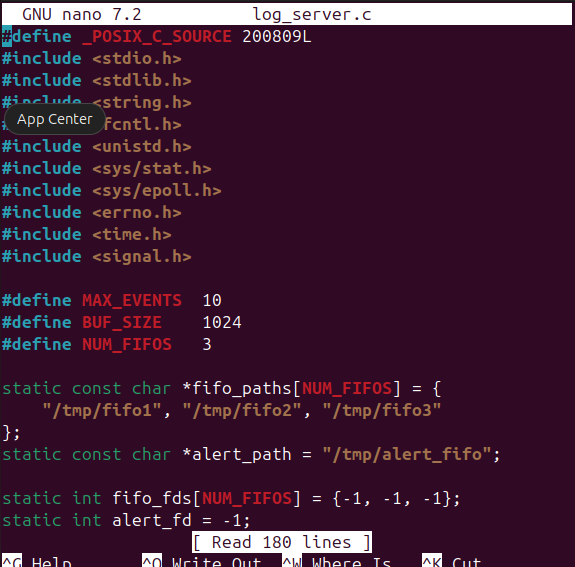 GNU nano 7.2 log_server.c
#define _POSIX_C_SOURCE 200809L
#include <stdio.h>
#include <stdlib.h>
#include <string.h>
App Center fcntl.h>
#include <unistd.h>
#include <sys/stat.h>
#include <sys/epoll.h>
#include <errno.h>
#include <time.h>
#include <signal.h>
#define MAX_EVENTS 10
#define BUF_SIZE 1024
#define NUM_FIFOS 3
static const char *fifo_paths[NUM_FIFOS] = {
"/tmp/fifo1", "/tmp/fifo2", "/tmp/fifo3"
};
static const char *alert_path = "/tmp/alert_fifo";
static int fifo_fds[NUM_FIFOS] = {-1, -1, -1};
static int alert_fd = -1;
[ Read 180 lines ]
^G Help ^O Write Out ^W Where Is ^K Cut